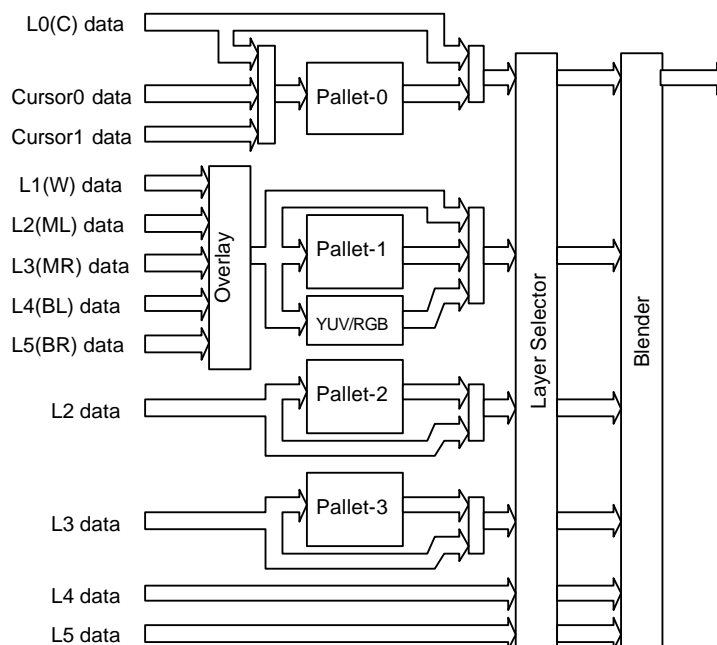 L0(C) data
Cursor0 data
Cursor1 data
Pallet-0
L1(W) data
L2(ML) data
L3(MR) data
L4(BL) data
L5(BR) data
Overlay
Pallet-1
YUV/RGB
L2 data
Pallet-2
L3 data
Pallet-3
L4 data
L5 data
Layer Selector
Blender